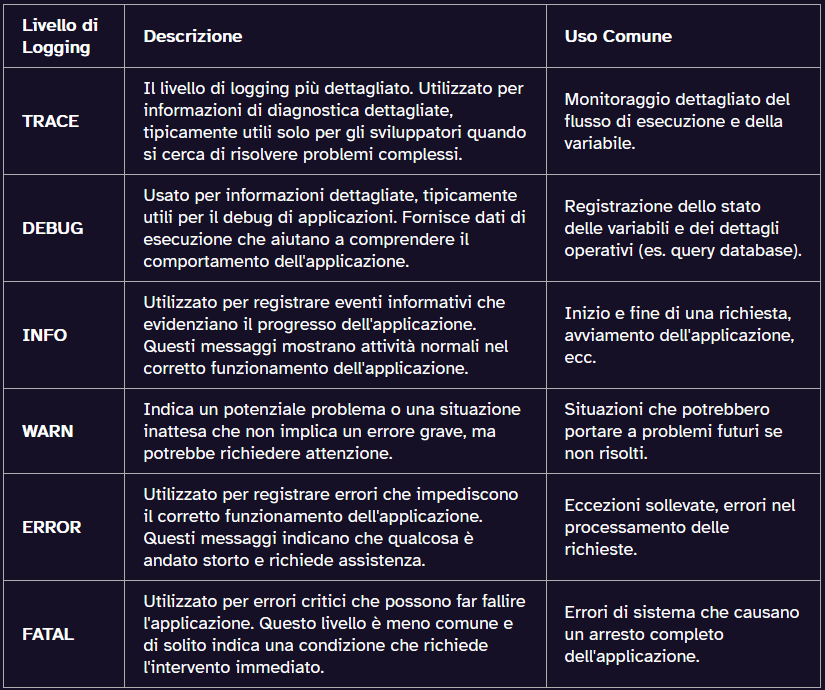 Livello di
Logging
Descrizione
Uso Comune
TRACE
Il livello di logging più dettagliato. Utilizzato per
informazioni di diagnostica dettagliate,
tipicamente utili solo per gli sviluppatori quando
si cerca di risolvere problemi complessi.
Monitoraggio dettagliato del
flusso di esecuzione e della
variabile.
DEBUG
Usato per informazioni dettagliate, tipicamente
utili per il debug di applicazioni. Fornisce dati di
esecuzione che aiutano a comprendere il
comportamento dell'applicazione.
Registrazione dello stato
delle variabili e dei dettagli
operativi (es. query database).
INFO
Utilizzato per registrare eventi informativi che
evidenziano il progresso dell'applicazione.
Questi messaggi mostrano attività normali nel
corretto funzionamento dell'applicazione.
Inizio e fine di una richiesta,
avviamento dell'applicazione,
ecc.
WARN
Indica un potenziale problema o una situazione
inattesa che non implica un errore grave, ma
potrebbe richiedere attenzione.
Situazioni che potrebbero
portare a problemi futuri se
non risolti.
ERROR
Utilizzato per registrare errori che impediscono
il corretto funzionamento dell'applicazione.
Questi messaggi indicano che qualcosa è
andato storto e richiede assistenza.
Eccezioni sollevate, errori nel
processamento delle
richieste.
FATAL
Utilizzato per errori critici che possono far fallire
l'applicazione. Questo livello è meno comune e
di solito indica una condizione che richiede
l'intervento immediato.
Errori di sistema che causano
un arresto completo
dell'applicazione.